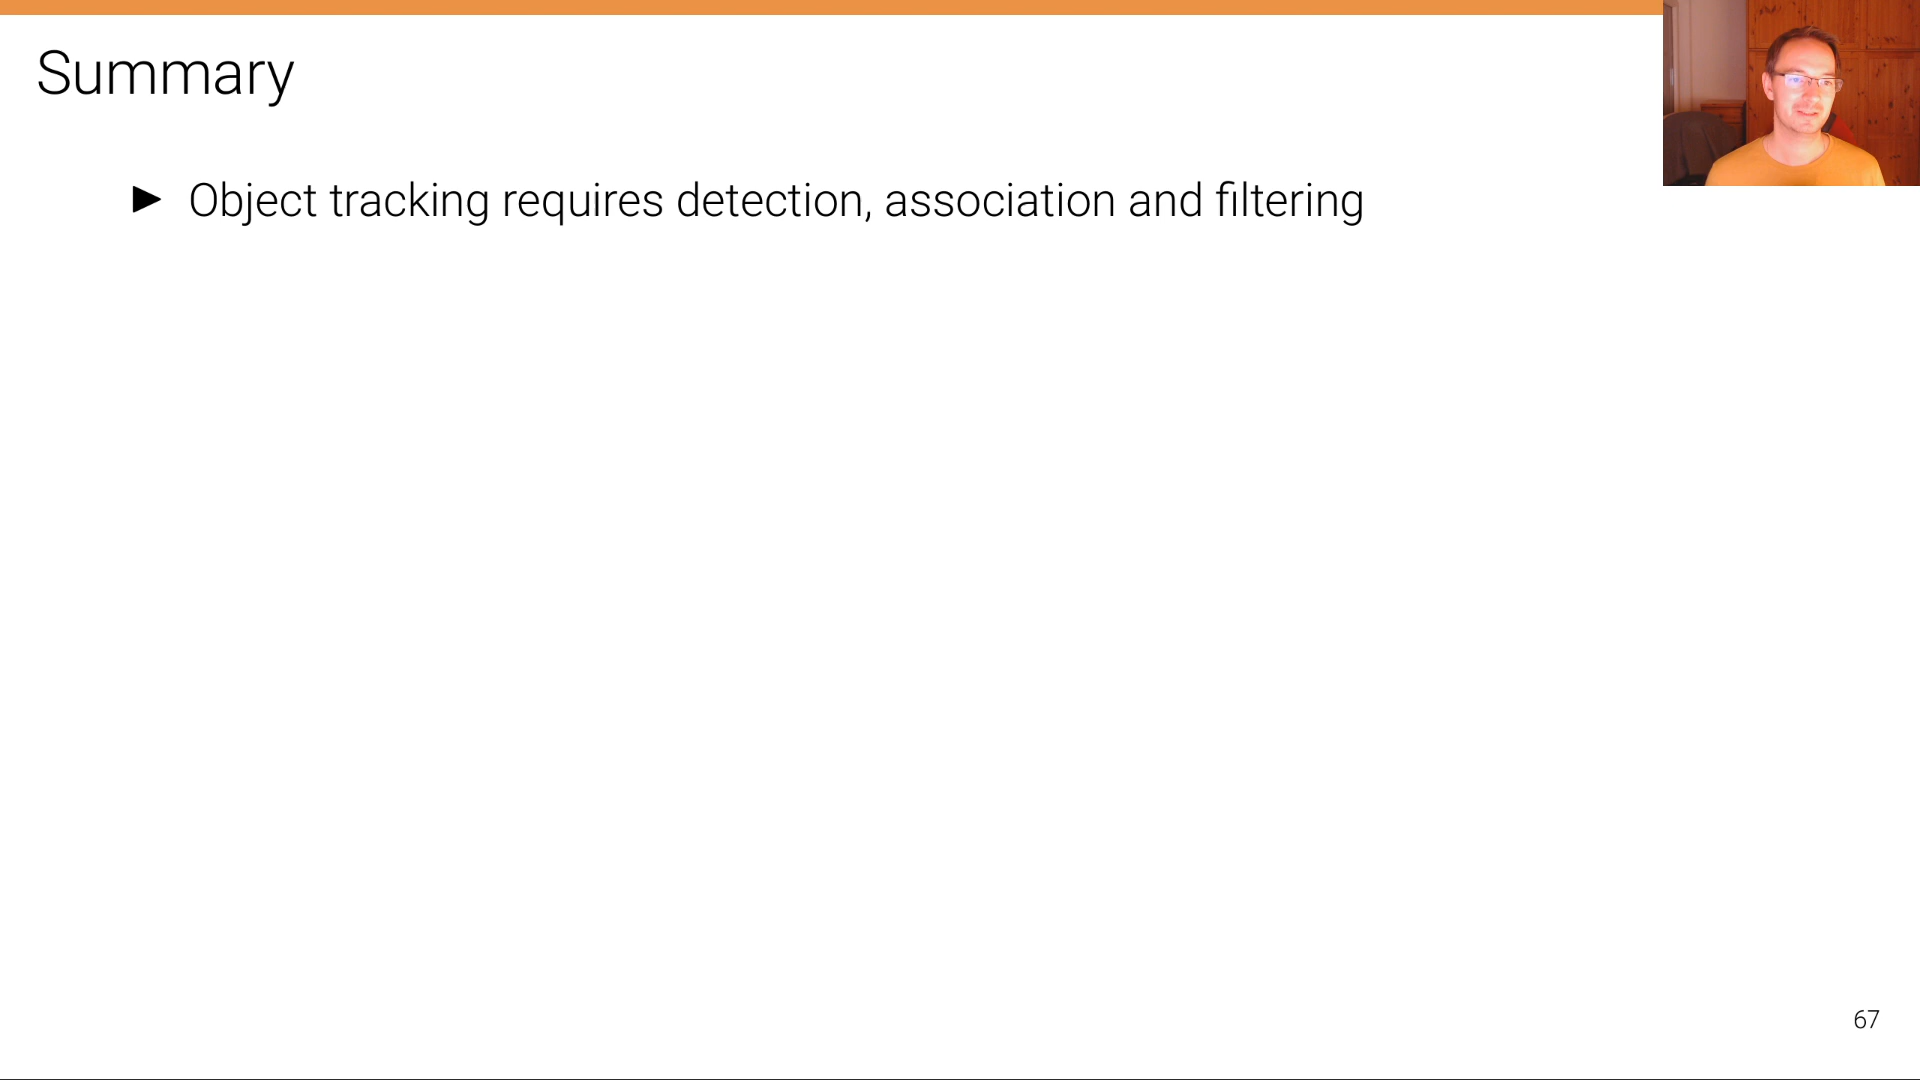 Summary
► Object tracking requires detection, association and filtering
67